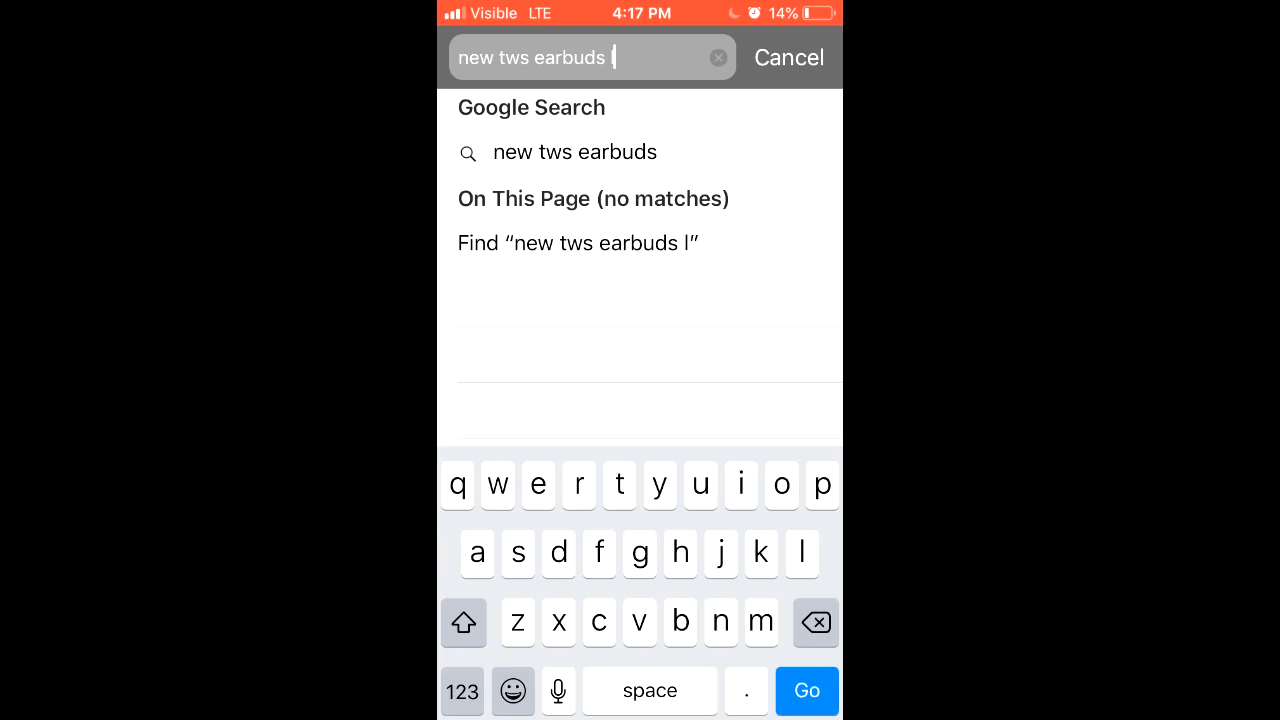 Visible LTE 4:17 PM 14%
new tws earbuds l
Cancel
Google Search
new tws earbuds
On This Page (no matches)
Find “new tws earbuds l”
q w e r t y u i o p
a s d f g h j k l
z x c v b n m
123 space . Go